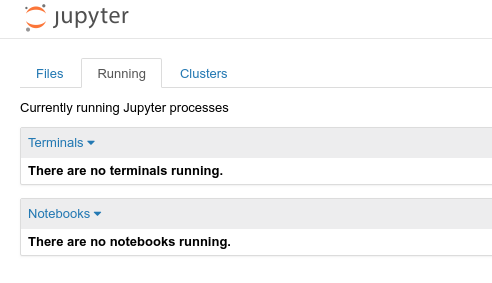 jupyter
Files Running Clusters
Currently running Jupyter processes
Terminals
There are no terminals running.
Notebooks
There are no notebooks running.